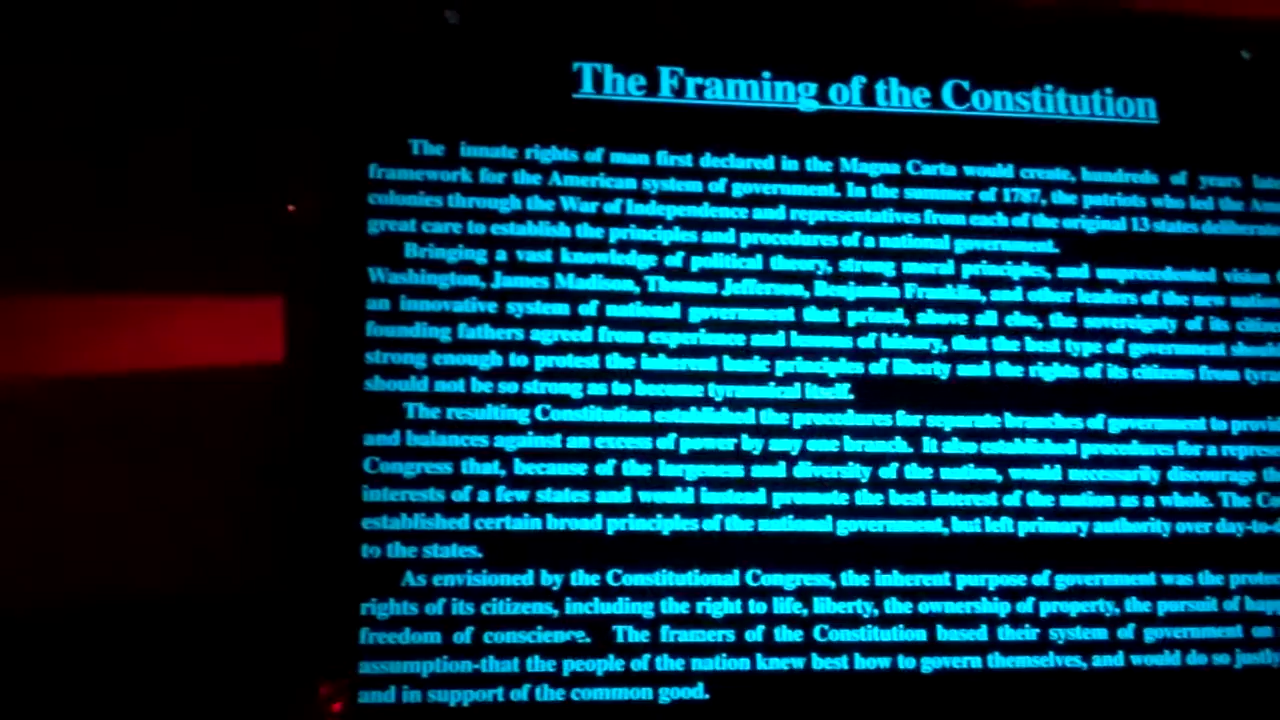 The Framing of the Constitution
The innate rights of man first declared in the Magna Carta would create, hundreds of years
framework for the American system of government. In the summer of 1787, the patriots who led the
colonies through the War of Independence and representatives from each of the original 13 states
great care to establish the principles and procedures of a national government.
Bringing a vast knowledge of political theory, strong moral principles, and unprecedented vision
Washington, James Madison, Thomas Jefferson, Benjamin Franklin, and other leaders of the new
an innovative system of national government that prized, above all else, the sovereignty of its
founding fathers agreed from experience and lessons of history, that the best type of government
strong enough to protest the inherent basic principles of liberty and the rights of its citizens from
should not be so strong as to become tyrannical itself.
The resulting Constitution established the procedures for separate branches of government to
and balances against an excess of power by any one branch. It also established procedures for a
Congress that, because of the largeness and diversity of the nation, would necessarily discourage
interests of a few states and would instead promote the best interest of the nation as a whole. The
established certain broad principles of the national government, but left primary authority over
to the states.
As envisioned by the Constitutional Congress, the inherent purpose of government was the
rights of its citizens, including the right to life, liberty, the ownership of property, the pursuit of
freedom of conscience. The framers of the Constitution based their system of government on
assumption-that the people of the nation knew best how to govern themselves, and would do so justly
and in support of the common good.